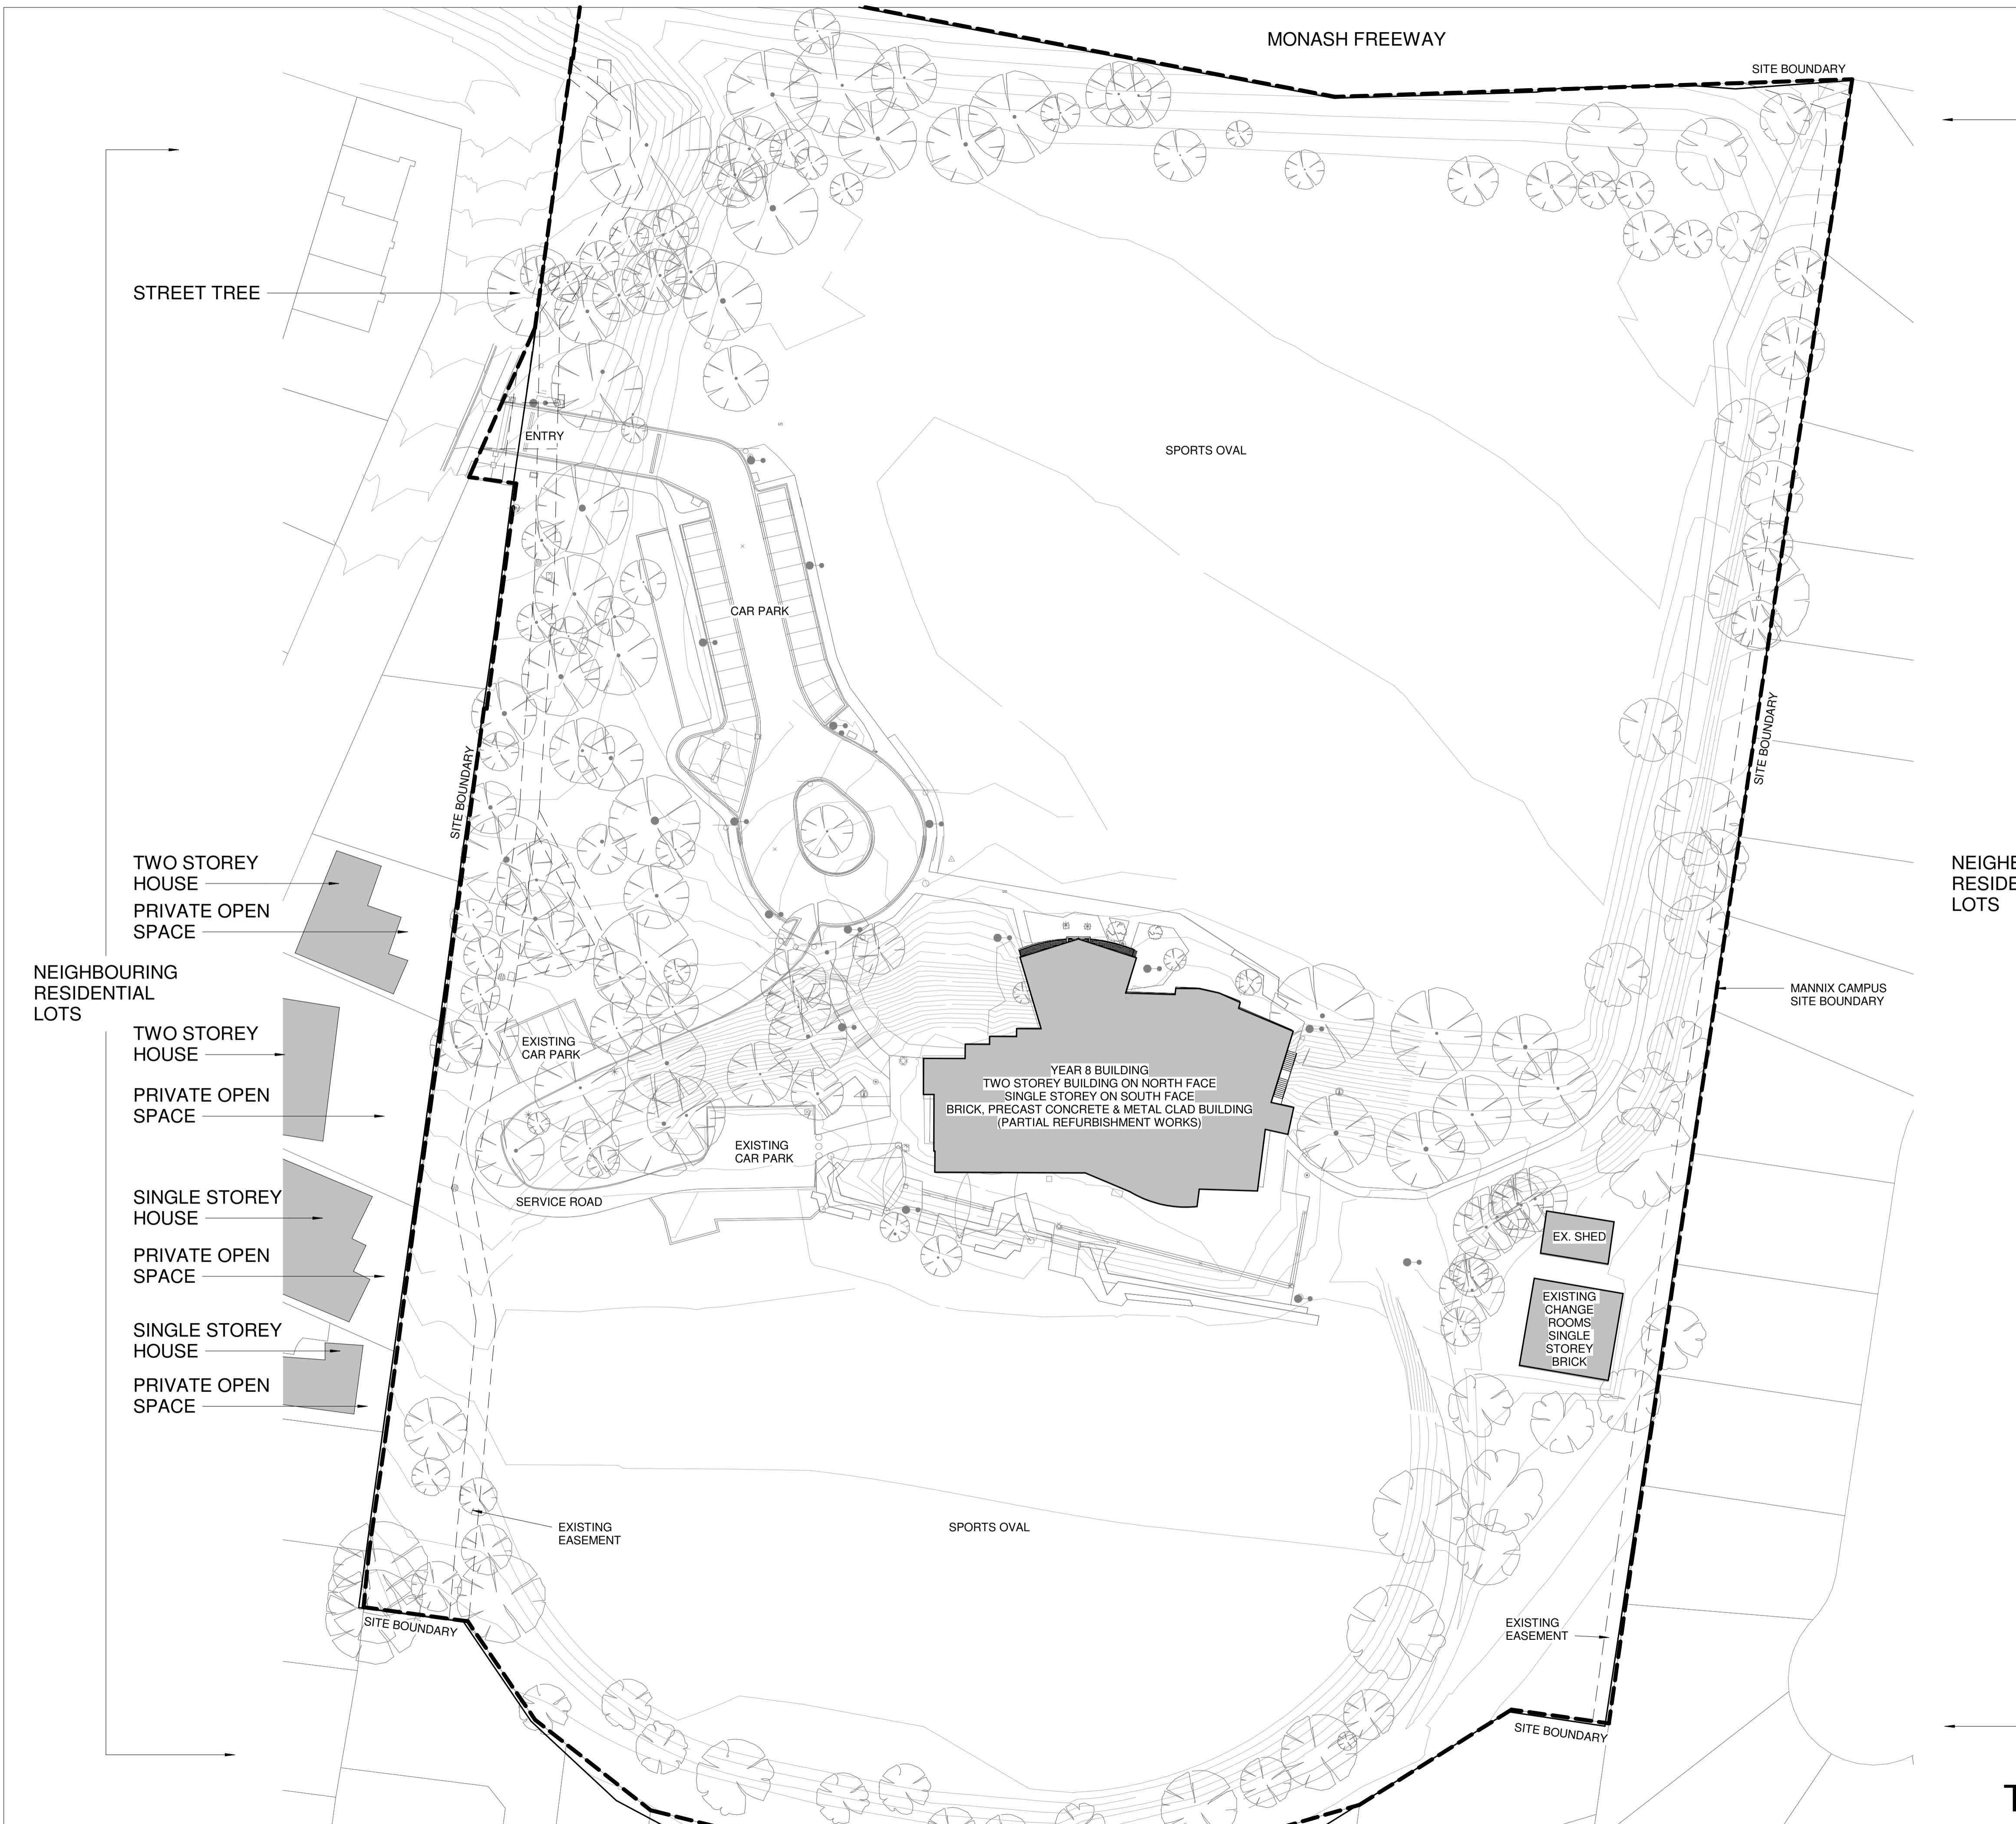 MONASH FREEWAY
SITE BOUNDARY
STREET TREE
ENTRY
SPORTS OVAL
CAR PARK
SITE BOUNDARY
SITE BOUNDARY
TWO STOREY
HOUSE
PRIVATE OPEN
SPACE
NEIGHBOURING
RESIDENTIAL
LOTS
TWO STOREY
HOUSE
PRIVATE OPEN
SPACE
SINGLE STOREY
HOUSE
PRIVATE OPEN
SPACE
SINGLE STOREY
HOUSE
PRIVATE OPEN
SPACE
NEIGHB
RESIDE
LOTS
MANNIX CAMPUS
SITE BOUNDARY
EXISTING
CAR PARK
YEAR 8 BUILDING
TWO STOREY BUILDING ON NORTH FACE
SINGLE STOREY ON SOUTH FACE
BRICK, PRECAST CONCRETE & METAL CLAD BUILDING
(PARTIAL REFURBISHMENT WORKS)
EXISTING
CAR PARK
SERVICE ROAD
EX. SHED
EXISTING
CHANGE
ROOMS
SINGLE
STOREY
BRICK
EXISTING
EASEMENT
SPORTS OVAL
SITE BOUNDARY
EXISTING
EASEMENT
SITE BOUNDARY
T